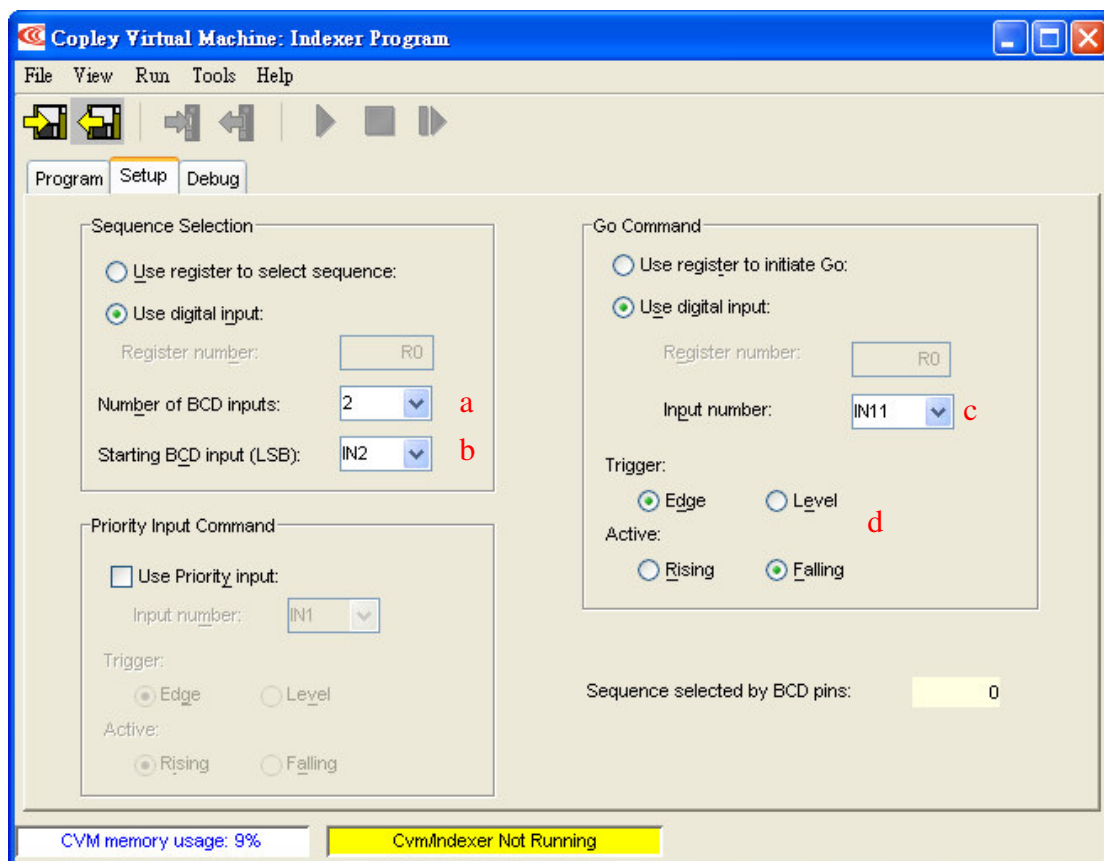 Copley Virtual Machine: Indexer Program
File View Run Tools Help
Program Setup Debug
Sequence Selection
Use register to select sequence:
Use digital input:
Register number: R0
Number of BCD inputs: 2 a
Starting BCD input (LSB): IN2 b
Priority Input Command
Use Priority input:
Input number: IN1
Trigger:
Edge Level
Active:
Rising Falling
Go Command
Use register to initiate Go:
Use digital input:
Register number: R0
Input number: IN11 c
Trigger:
Edge Level
d
Active:
Rising Falling
Sequence selected by BCD pins: 0
CVM memory usage: 9%
Cvm/Indexer Not Running